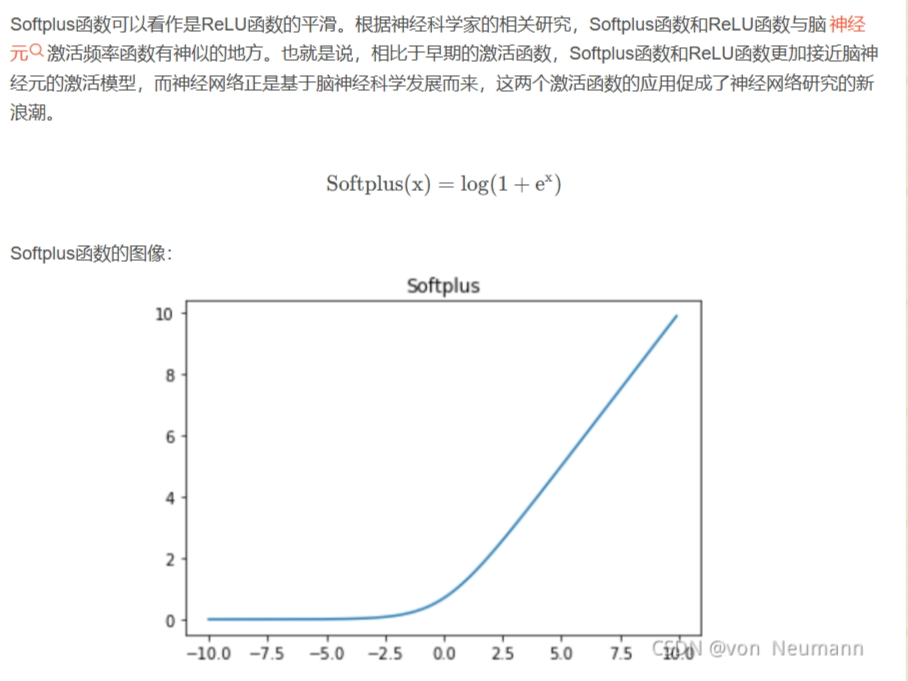 Softplus函数可以看作是ReLU函数的平滑。根据神经科学家的相关研究，Softplus函数和ReLU函数与脑神经
元激活频率函数有神似的地方。也就是说，相比于早期的激活函数，Softplus函数和ReLU函数更加接近脑神
经元的激活模型，而神经网络正是基于脑神经科学发展而来，这两个激活函数的应用促成了神经网络研究的新
浪潮。
Softplus(x) = log(1 + eˣ)
Softplus函数的图像：
Softplus
10
8
6
4
2
0
−10.0 −7.5 −5.0 −2.5 0.0 2.5 5.0 7.5 10.0
CSDN @von Neumann